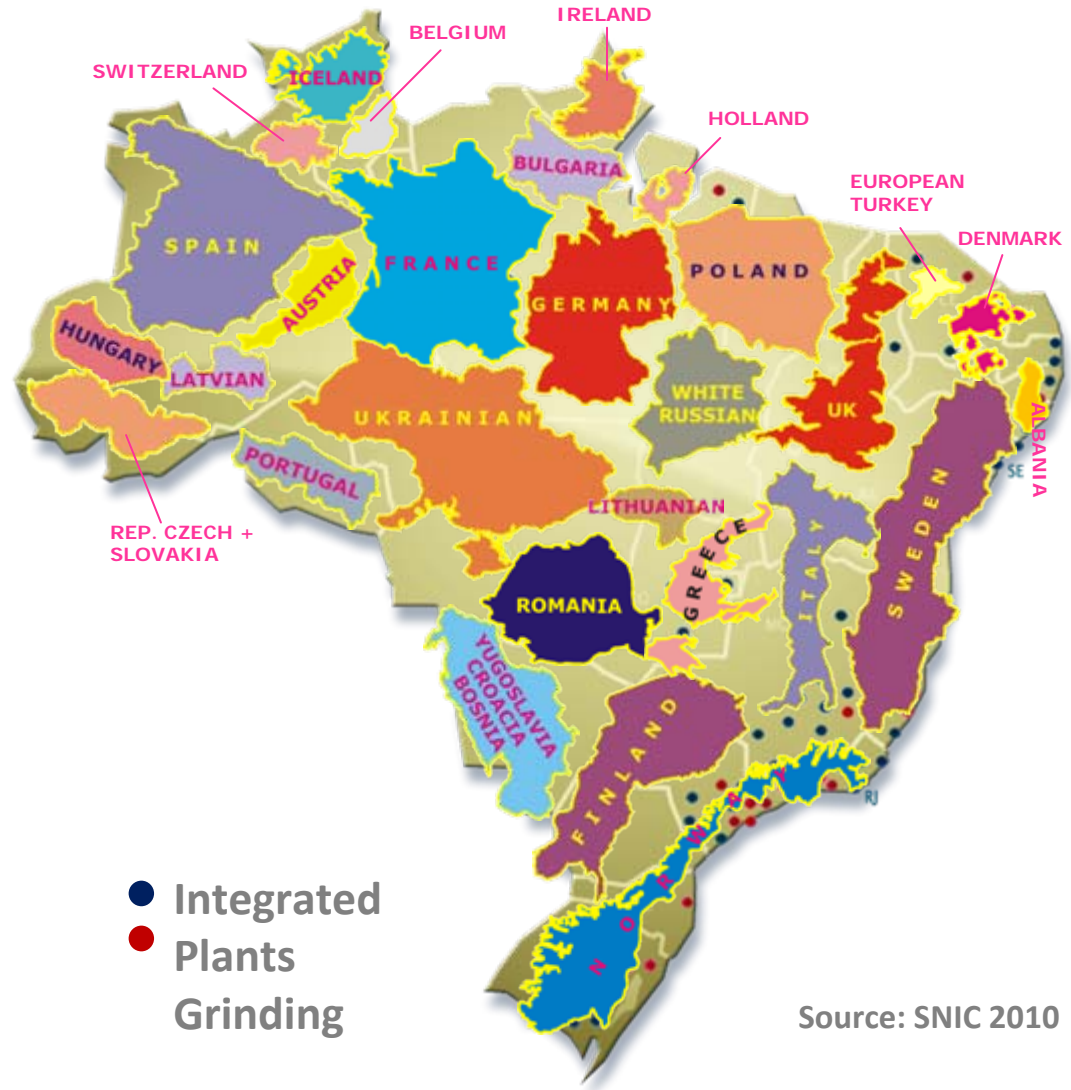 IRELAND
BELGIUM
SWITZERLAND
ICELAND
HOLLAND
BULGARIA
EUROPEAN
TURKEY
DENMARK
SPAIN
FRANCE
AUSTRIA
GERMANY
POLAND
HUNGARY
LATVIAN
UKRAINIAN
WHITE
RUSSIAN
UK
ALBANIA
SE
PORTUGAL
REP. CZECH +
SLOVAKIA
LITHUANIAN
GREECE
ITALY
SWEDEN
ROMANIA
YUGOSLAVIA
CROACIA
BOSNIA
FINLAND
NORWAY
RJ
Integrated
Plants
Grinding
Source: SNIC 2010